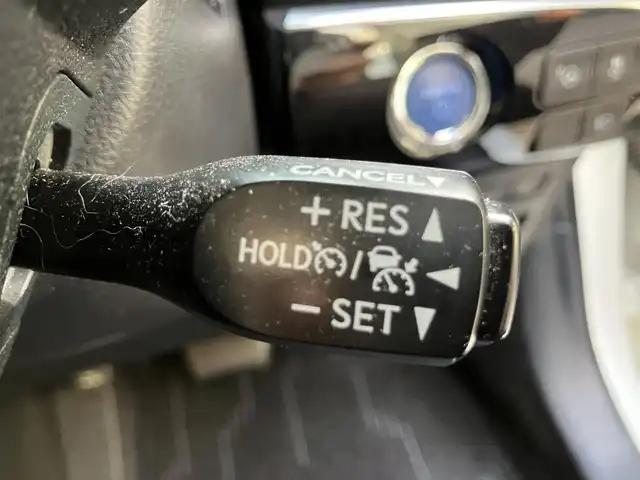 CANCEL▼
+ RES ▲
HOLD / ◀
− SET ▼